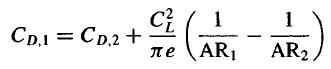 C_{D,1} = C_{D,2} + \frac{C_L^2}{\pi e} \left( \frac{1}{AR_1} - \frac{1}{AR_2} \right)